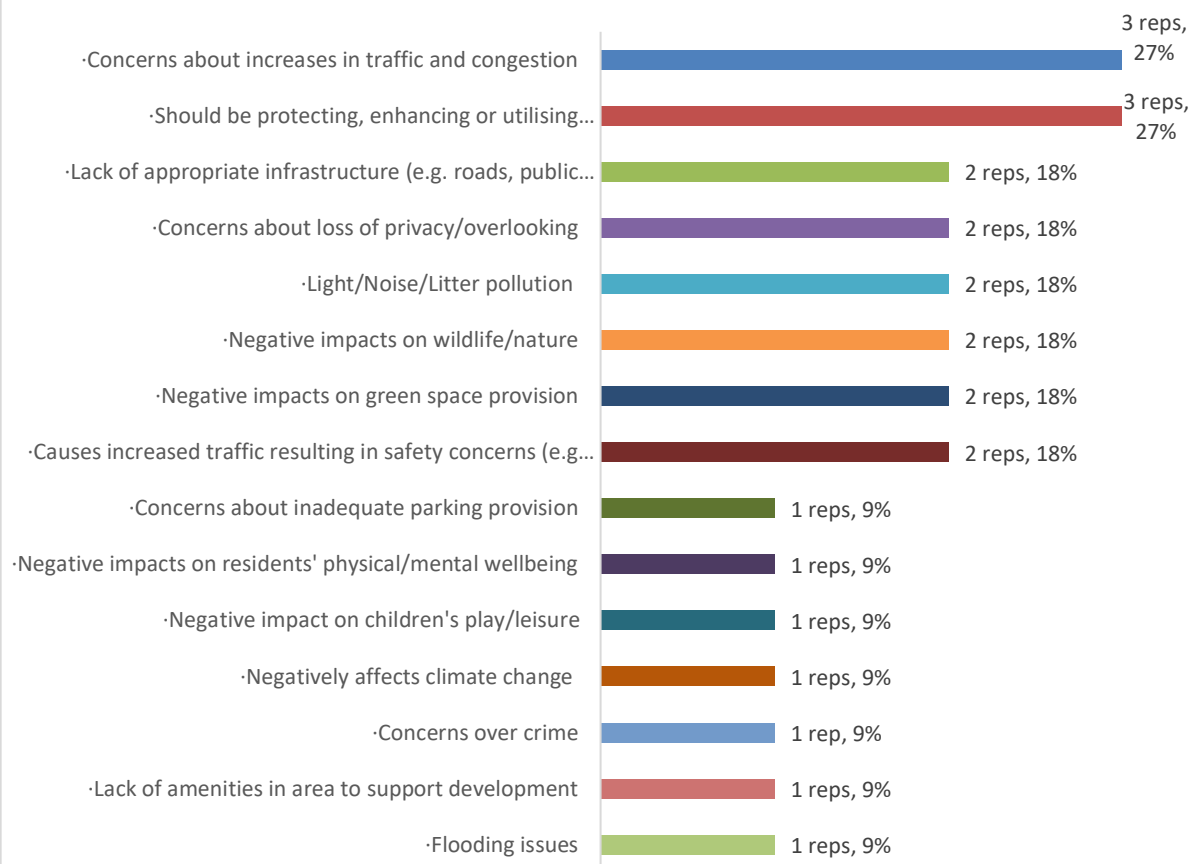 ·Concerns about increases in traffic and congestion
3 reps,
27%
·Should be protecting, enhancing or utilising...
3 reps,
27%
·Lack of appropriate infrastructure (e.g. roads, public...
2 reps, 18%
·Concerns about loss of privacy/overlooking
2 reps, 18%
·Light/Noise/Litter pollution
2 reps, 18%
·Negative impacts on wildlife/nature
2 reps, 18%
·Negative impacts on green space provision
2 reps, 18%
·Causes increased traffic resulting in safety concerns (e.g...
2 reps, 18%
·Concerns about inadequate parking provision
1 reps, 9%
·Negative impacts on residents' physical/mental wellbeing
1 reps, 9%
·Negative impact on children's play/leisure
1 reps, 9%
·Negatively affects climate change
1 reps, 9%
·Concerns over crime
1 rep, 9%
·Lack of amenities in area to support development
1 reps, 9%
·Flooding issues
1 reps, 9%